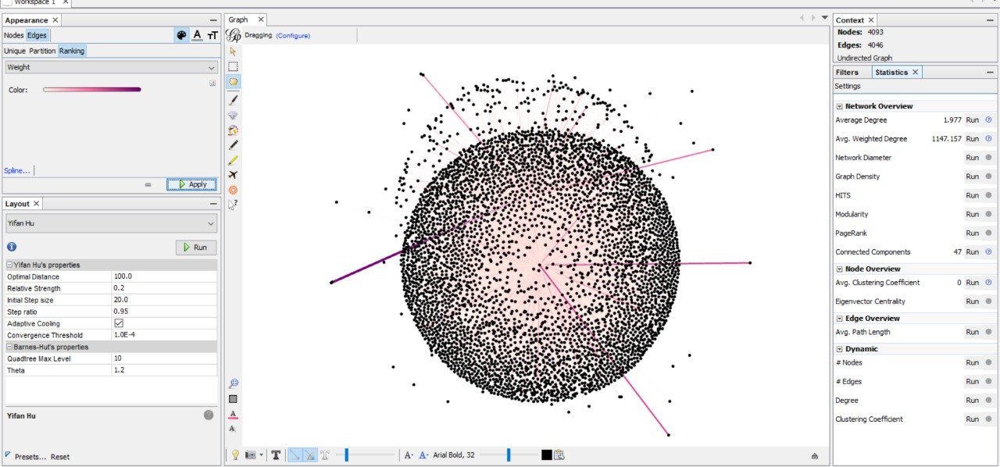 Workspace 1
Appearance
Nodes Edges
Unique Partition Ranking
Weight
Color:
Spline...
Apply
Layout
Yifan Hu
Run
Yifan Hu's properties
Optimal Distance 100.0
Relative Strength 0.2
Initial Step size 20.0
Step ratio 0.95
Adaptive Cooling
Convergence Threshold 1.0E-4
Barnes-Hut's properties
Quadtree Max Level 10
Theta 1.2
Yifan Hu
Presets... Reset
Graph
Dragging (Configure)
Arial Bold, 32
Context
Nodes: 4093
Edges: 4046
Undirected Graph
Filters Statistics
Settings
Network Overview
Average Degree 1.977 Run
Avg. Weighted Degree 1147.157 Run
Network Diameter Run
Graph Density Run
HITS Run
Modularity Run
PageRank Run
Connected Components 47 Run
Node Overview
Avg. Clustering Coefficient 0 Run
Eigenvector Centrality Run
Edge Overview
Avg. Path Length Run
Dynamic
# Nodes Run
# Edges Run
Degree Run
Clustering Coefficient Run